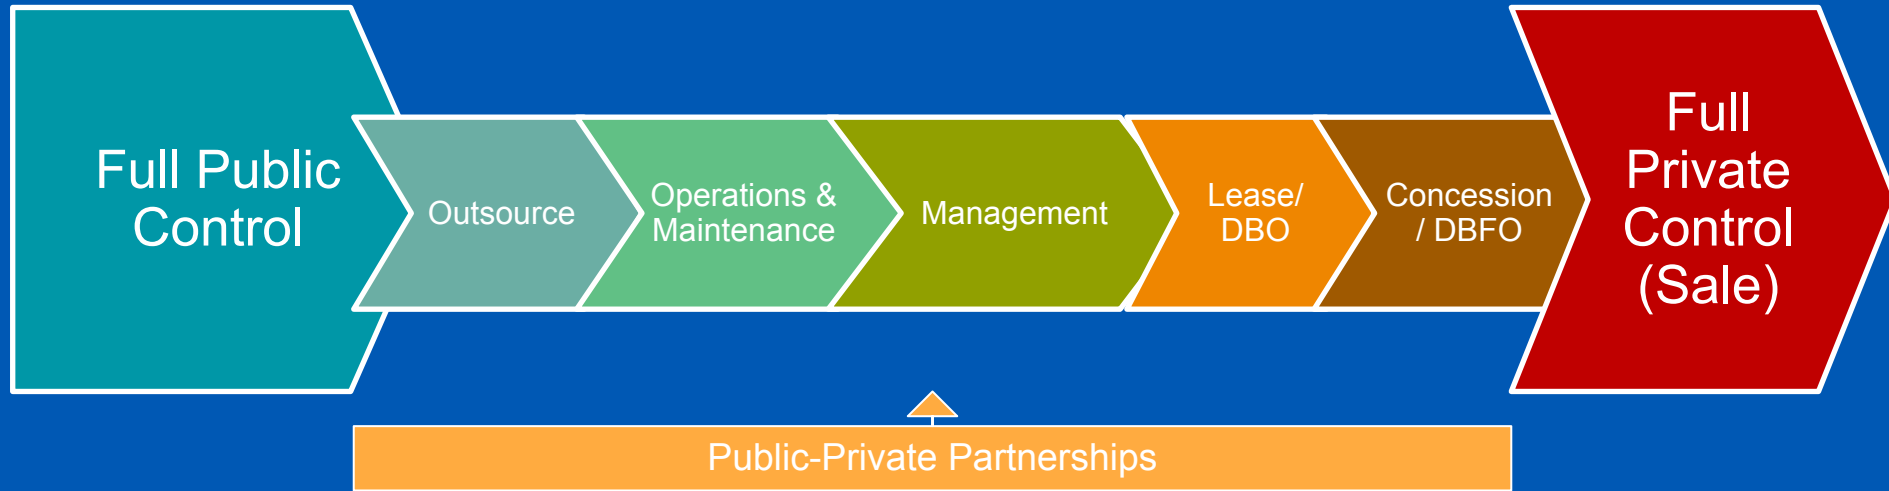 Full Public
Control
Outsource
Operations &
Maintenance
Management
Lease/
DBO
Concession
/ DBFO
Full
Private
Control
(Sale)
Public-Private Partnerships